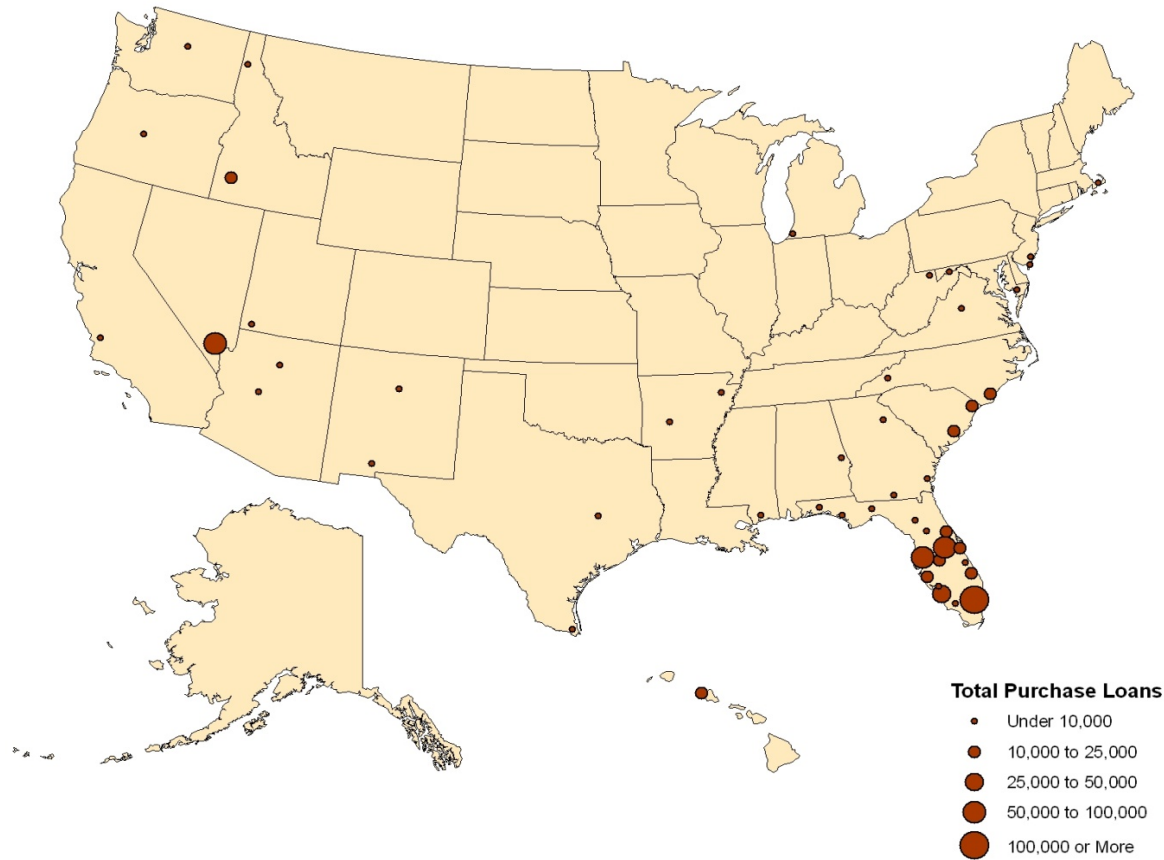 Total Purchase Loans
Under 10,000
10,000 to 25,000
25,000 to 50,000
50,000 to 100,000
100,000 or More